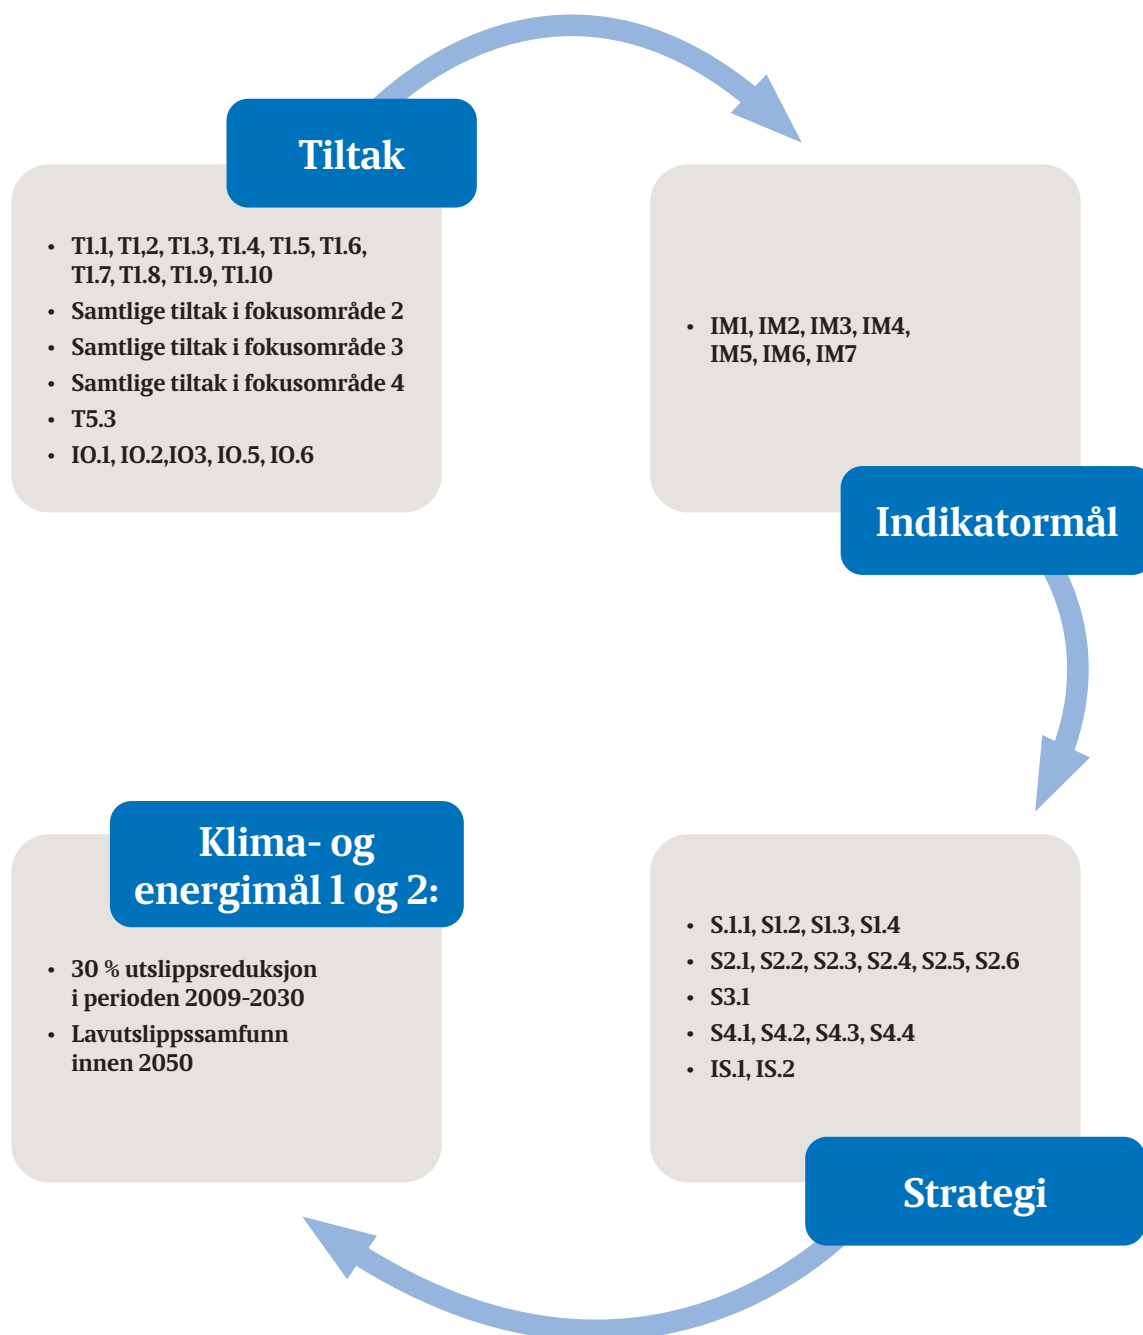 Tiltak
• T1.1, T1,2, T1.3, T1.4, T1.5, T1.6,
T1.7, T1.8, T1.9, T1.10
• Samtlige tiltak i fokusområde 2
• Samtlige tiltak i fokusområde 3
• Samtlige tiltak i fokusområde 4
• T5.3
• IO.1, IO.2,IO3, IO.5, IO.6
• IM1, IM2, IM3, IM4,
IM5, IM6, IM7
Indikatormål
• S.1.1, S1.2, S1.3, S1.4
• S2.1, S2.2, S2.3, S2.4, S2.5, S2.6
• S3.1
• S4.1, S4.2, S4.3, S4.4
• IS.1, IS.2
Strategi
Klima- og
energimål 1 og 2:
• 30 % utslippsreduksjon
i perioden 2009-2030
• Lavutslippssamfunn
innen 2050